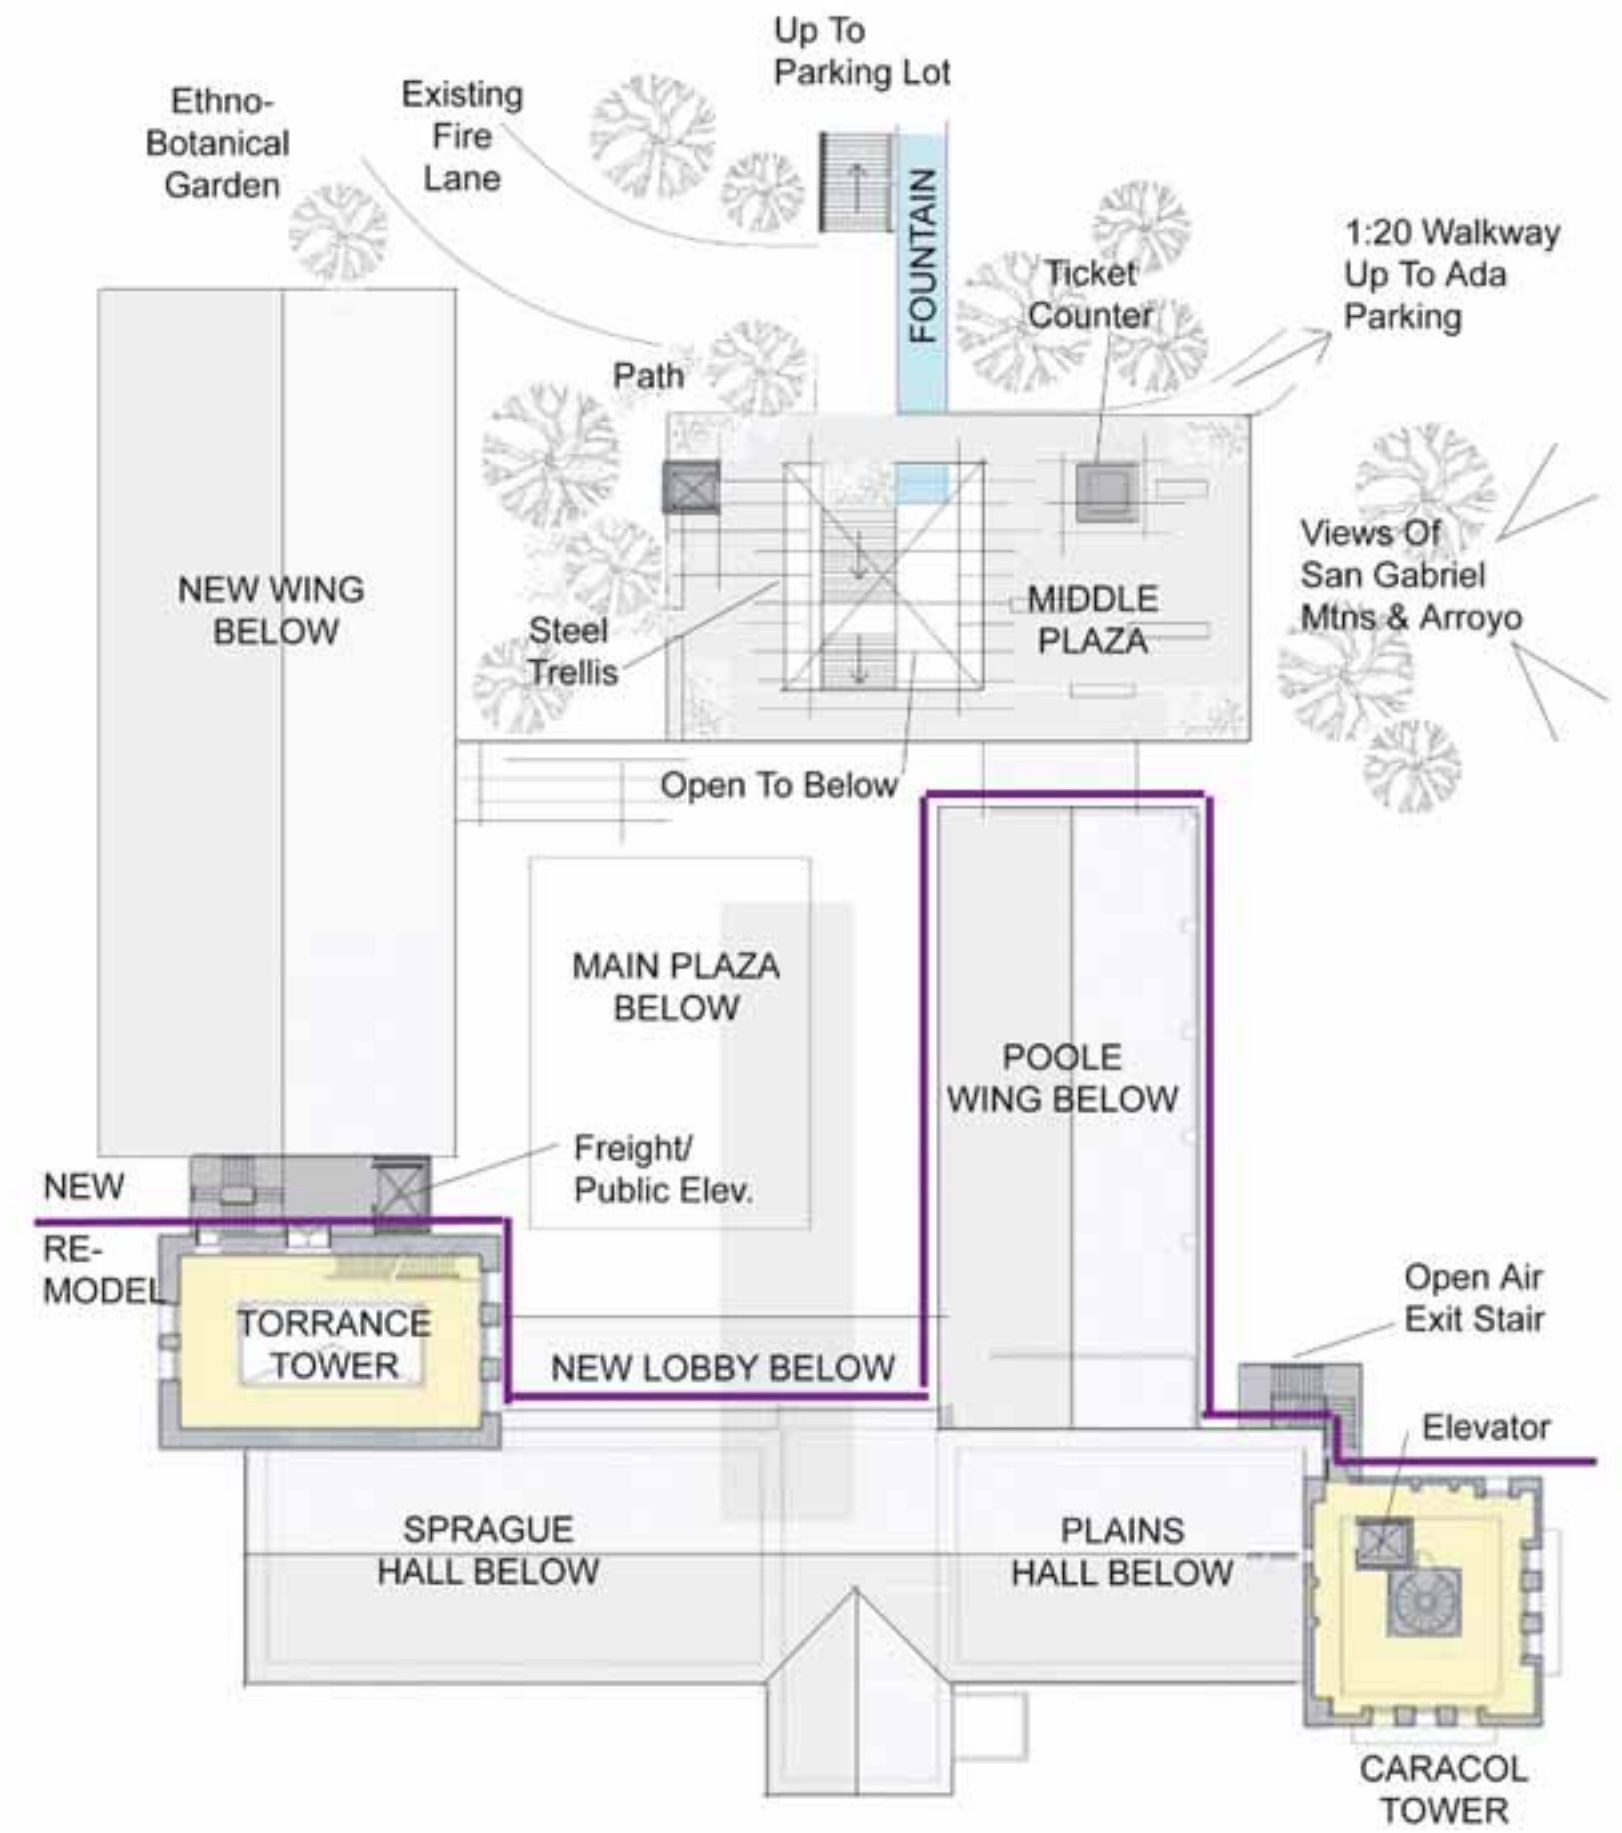 Up To
Parking Lot
Ethno-
Botanical
Garden
Existing
Fire
Lane
FOUNTAIN
Ticket
Counter
1:20 Walkway
Up To Ada
Parking
Path
Views Of
San Gabriel
Mtns & Arroyo
NEW WING
BELOW
Steel
Trellis
MIDDLE
PLAZA
Open To Below
MAIN PLAZA
BELOW
POOLE
WING BELOW
Freight/
Public Elev.
NEW
RE-
MODEL
TORRANCE
TOWER
NEW LOBBY BELOW
Open Air
Exit Stair
Elevator
SPRAGUE
HALL BELOW
PLAINS
HALL BELOW
CARACOL
TOWER